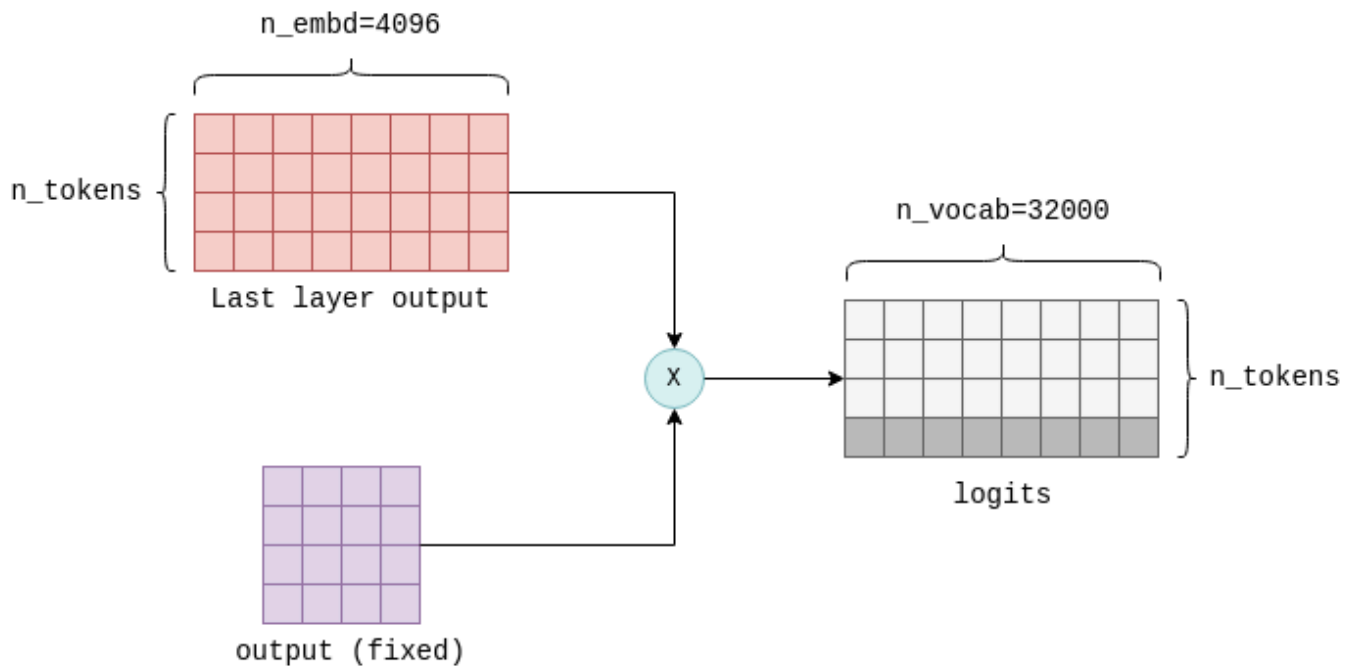 n_embd=4096
n_tokens
Last layer output
n_vocab=32000
X
n_tokens
logits
output (fixed)